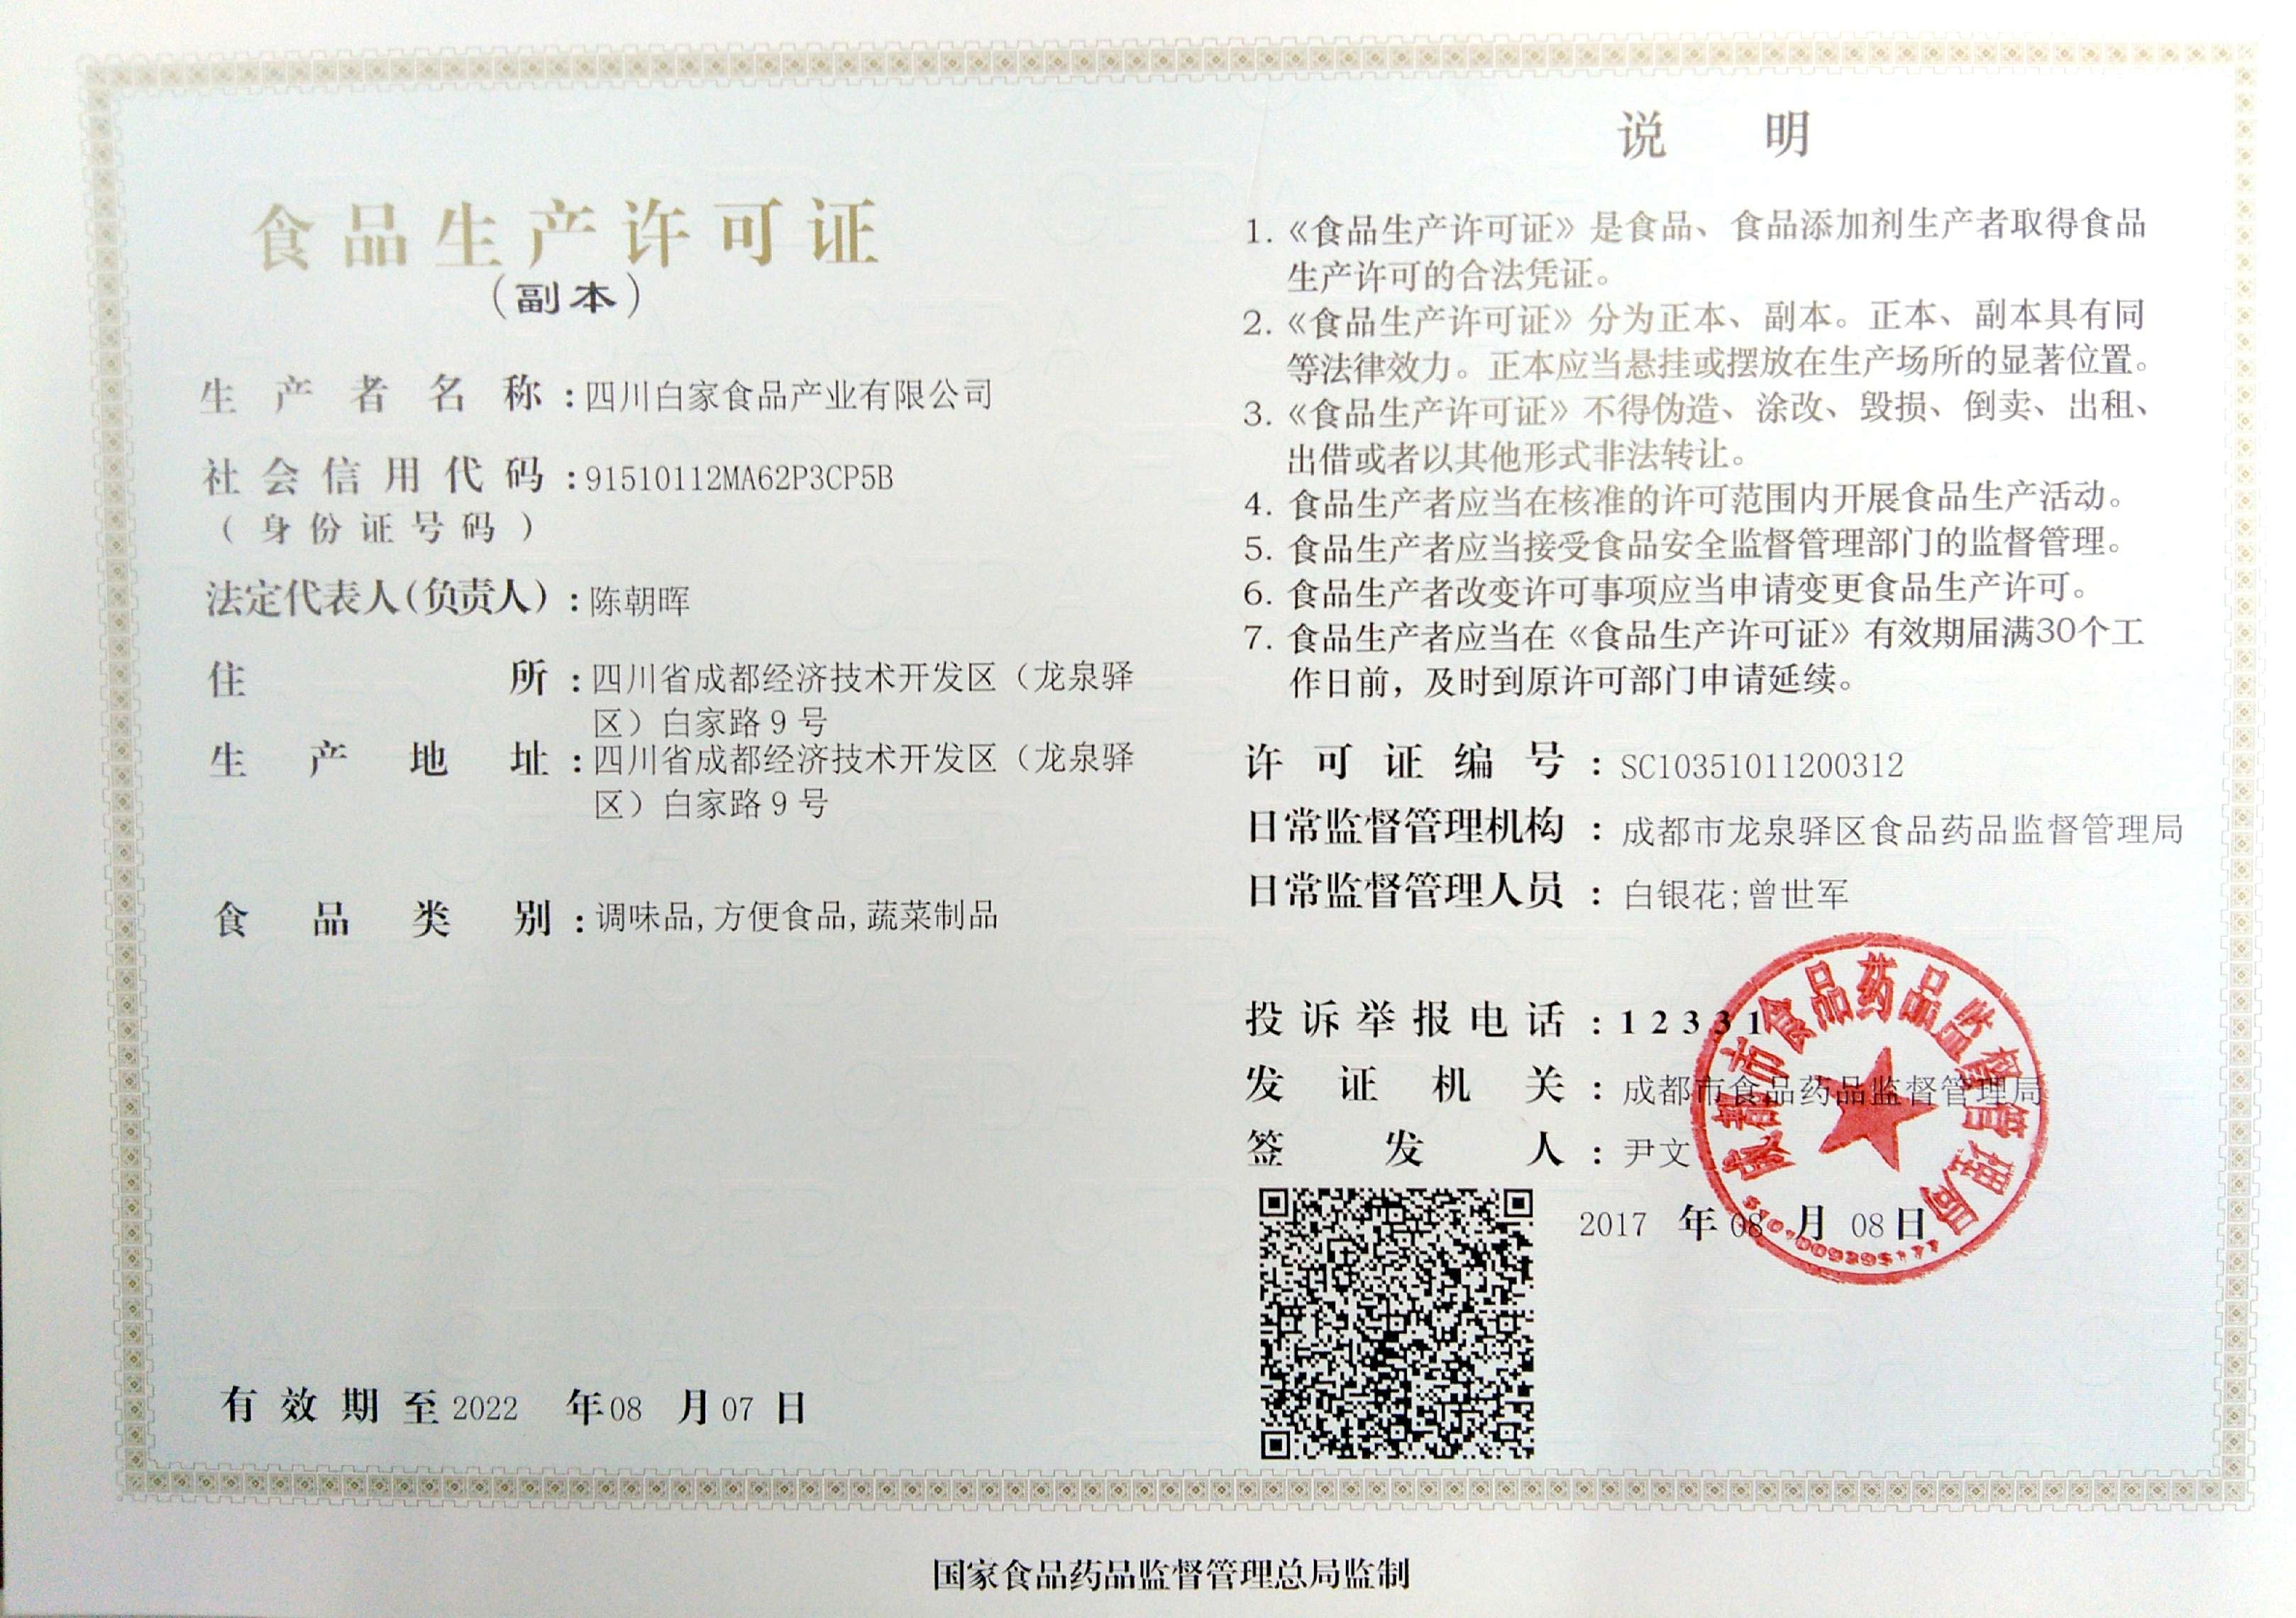 食品生产许可证
（副本）
生产者名称：四川白家食品产业有限公司
社会信用代码：91510112MA62P3CP5B
（身份证号码）
法定代表人（负责人）：陈朝晖
住所：四川省成都经济技术开发区（龙泉驿
区）白家路9号
生产地址：四川省成都经济技术开发区（龙泉驿
区）白家路9号
食品类别：调味品,方便食品,蔬菜制品
有效期至2022 年08 月07日
说明
1.《食品生产许可证》是食品、食品添加剂生产者取得食品
生产许可的合法凭证。
2.《食品生产许可证》分为正本、副本。正本、副本具有同
等法律效力。正本应当悬挂或摆放在生产场所的显著位置。
3.《食品生产许可证》不得伪造、涂改、毁损、倒卖、出租、
出借或者以其他形式非法转让。
4. 食品生产者应当在核准的许可范围内开展食品生产活动。
5. 食品生产者应当接受食品安全监督管理部门的监督管理。
6. 食品生产者改变许可事项应当申请变更食品生产许可。
7. 食品生产者应当在《食品生产许可证》有效期届满30个工
作日前，及时到原许可部门申请延续。
许可证编号：SC10351011200312
日常监督管理机构：成都市龙泉驿区食品药品监督管理局
日常监督管理人员：白银花;曾世军
投诉举报电话：12331
发证机关：成都市食品药品监督管理局
签发人：尹文
2017 年08 月 08日
成都市食品药品监督管理局
国家食品药品监督管理总局监制